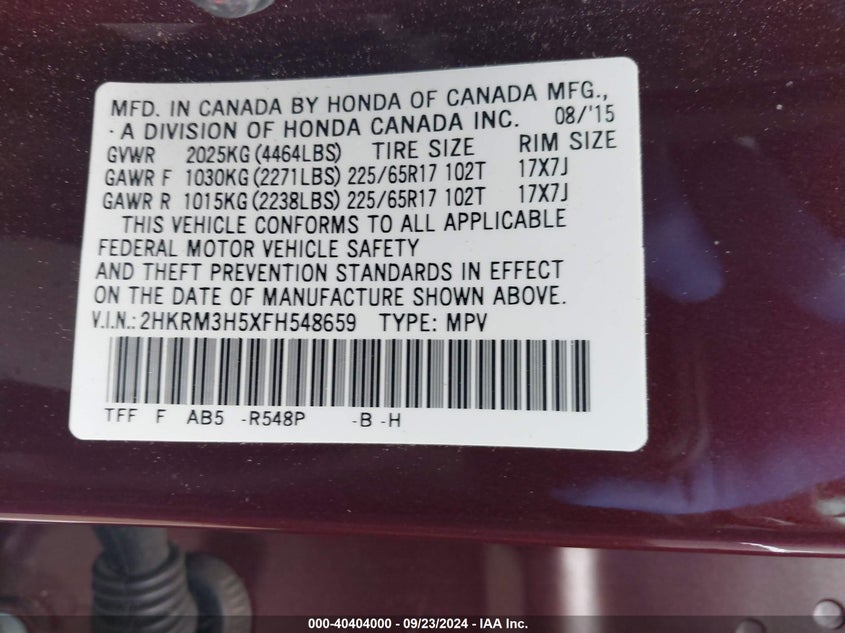 MFD. IN CANADA BY HONDA OF CANADA MFG.,
· A DIVISION OF HONDA CANADA INC. 08/'15
GVWR 2025KG (4464LBS) TIRE SIZE RIM SIZE
GAWR F 1030KG (2271LBS) 225/65R17 102T 17X7J
GAWR R 1015KG (2238LBS) 225/65R17 102T 17X7J
THIS VEHICLE CONFORMS TO ALL APPLICABLE
FEDERAL MOTOR VEHICLE SAFETY
AND THEFT PREVENTION STANDARDS IN EFFECT
ON THE DATE OF MANUFACTURE SHOWN ABOVE.
V.I.N.: 2HKRM3H5XFH548659 TYPE: MPV
TFF F AB5 -R548P -B -H
000-40404000 - 09/23/2024 - IAA Inc.